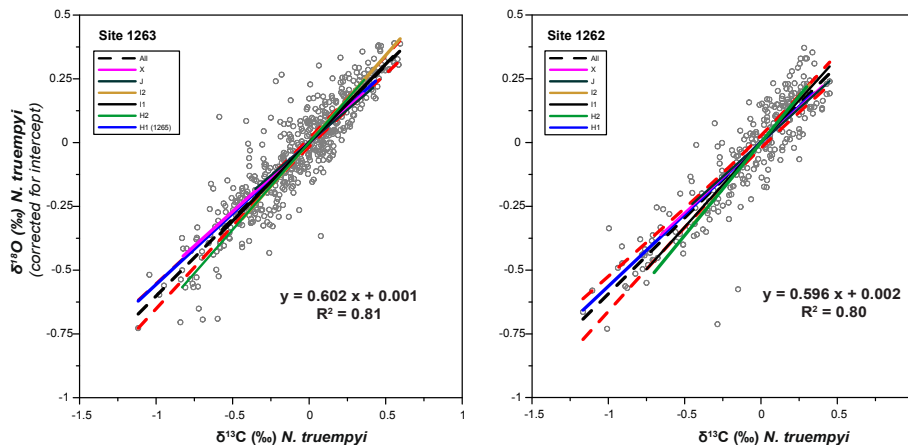 Site 1263
All
X
J
I2
I1
H2
H1 (1265)
0.5
0.25
0
-0.25
-0.5
-0.75
-1
δ¹⁸O (‰) N. truempyi
(corrected for intercept)
y = 0.602 x + 0.001
R² = 0.81
-1.5
-1
-0.5
0
0.5
1
δ¹³C (‰) N. truempyi
Site 1262
All
X
J
I2
I1
H2
H1
0.5
0.25
0
-0.25
-0.5
-0.75
-1
y = 0.596 x + 0.002
R² = 0.80
-1.5
-1
-0.5
0
0.5
1
δ¹³C (‰) N. truempyi